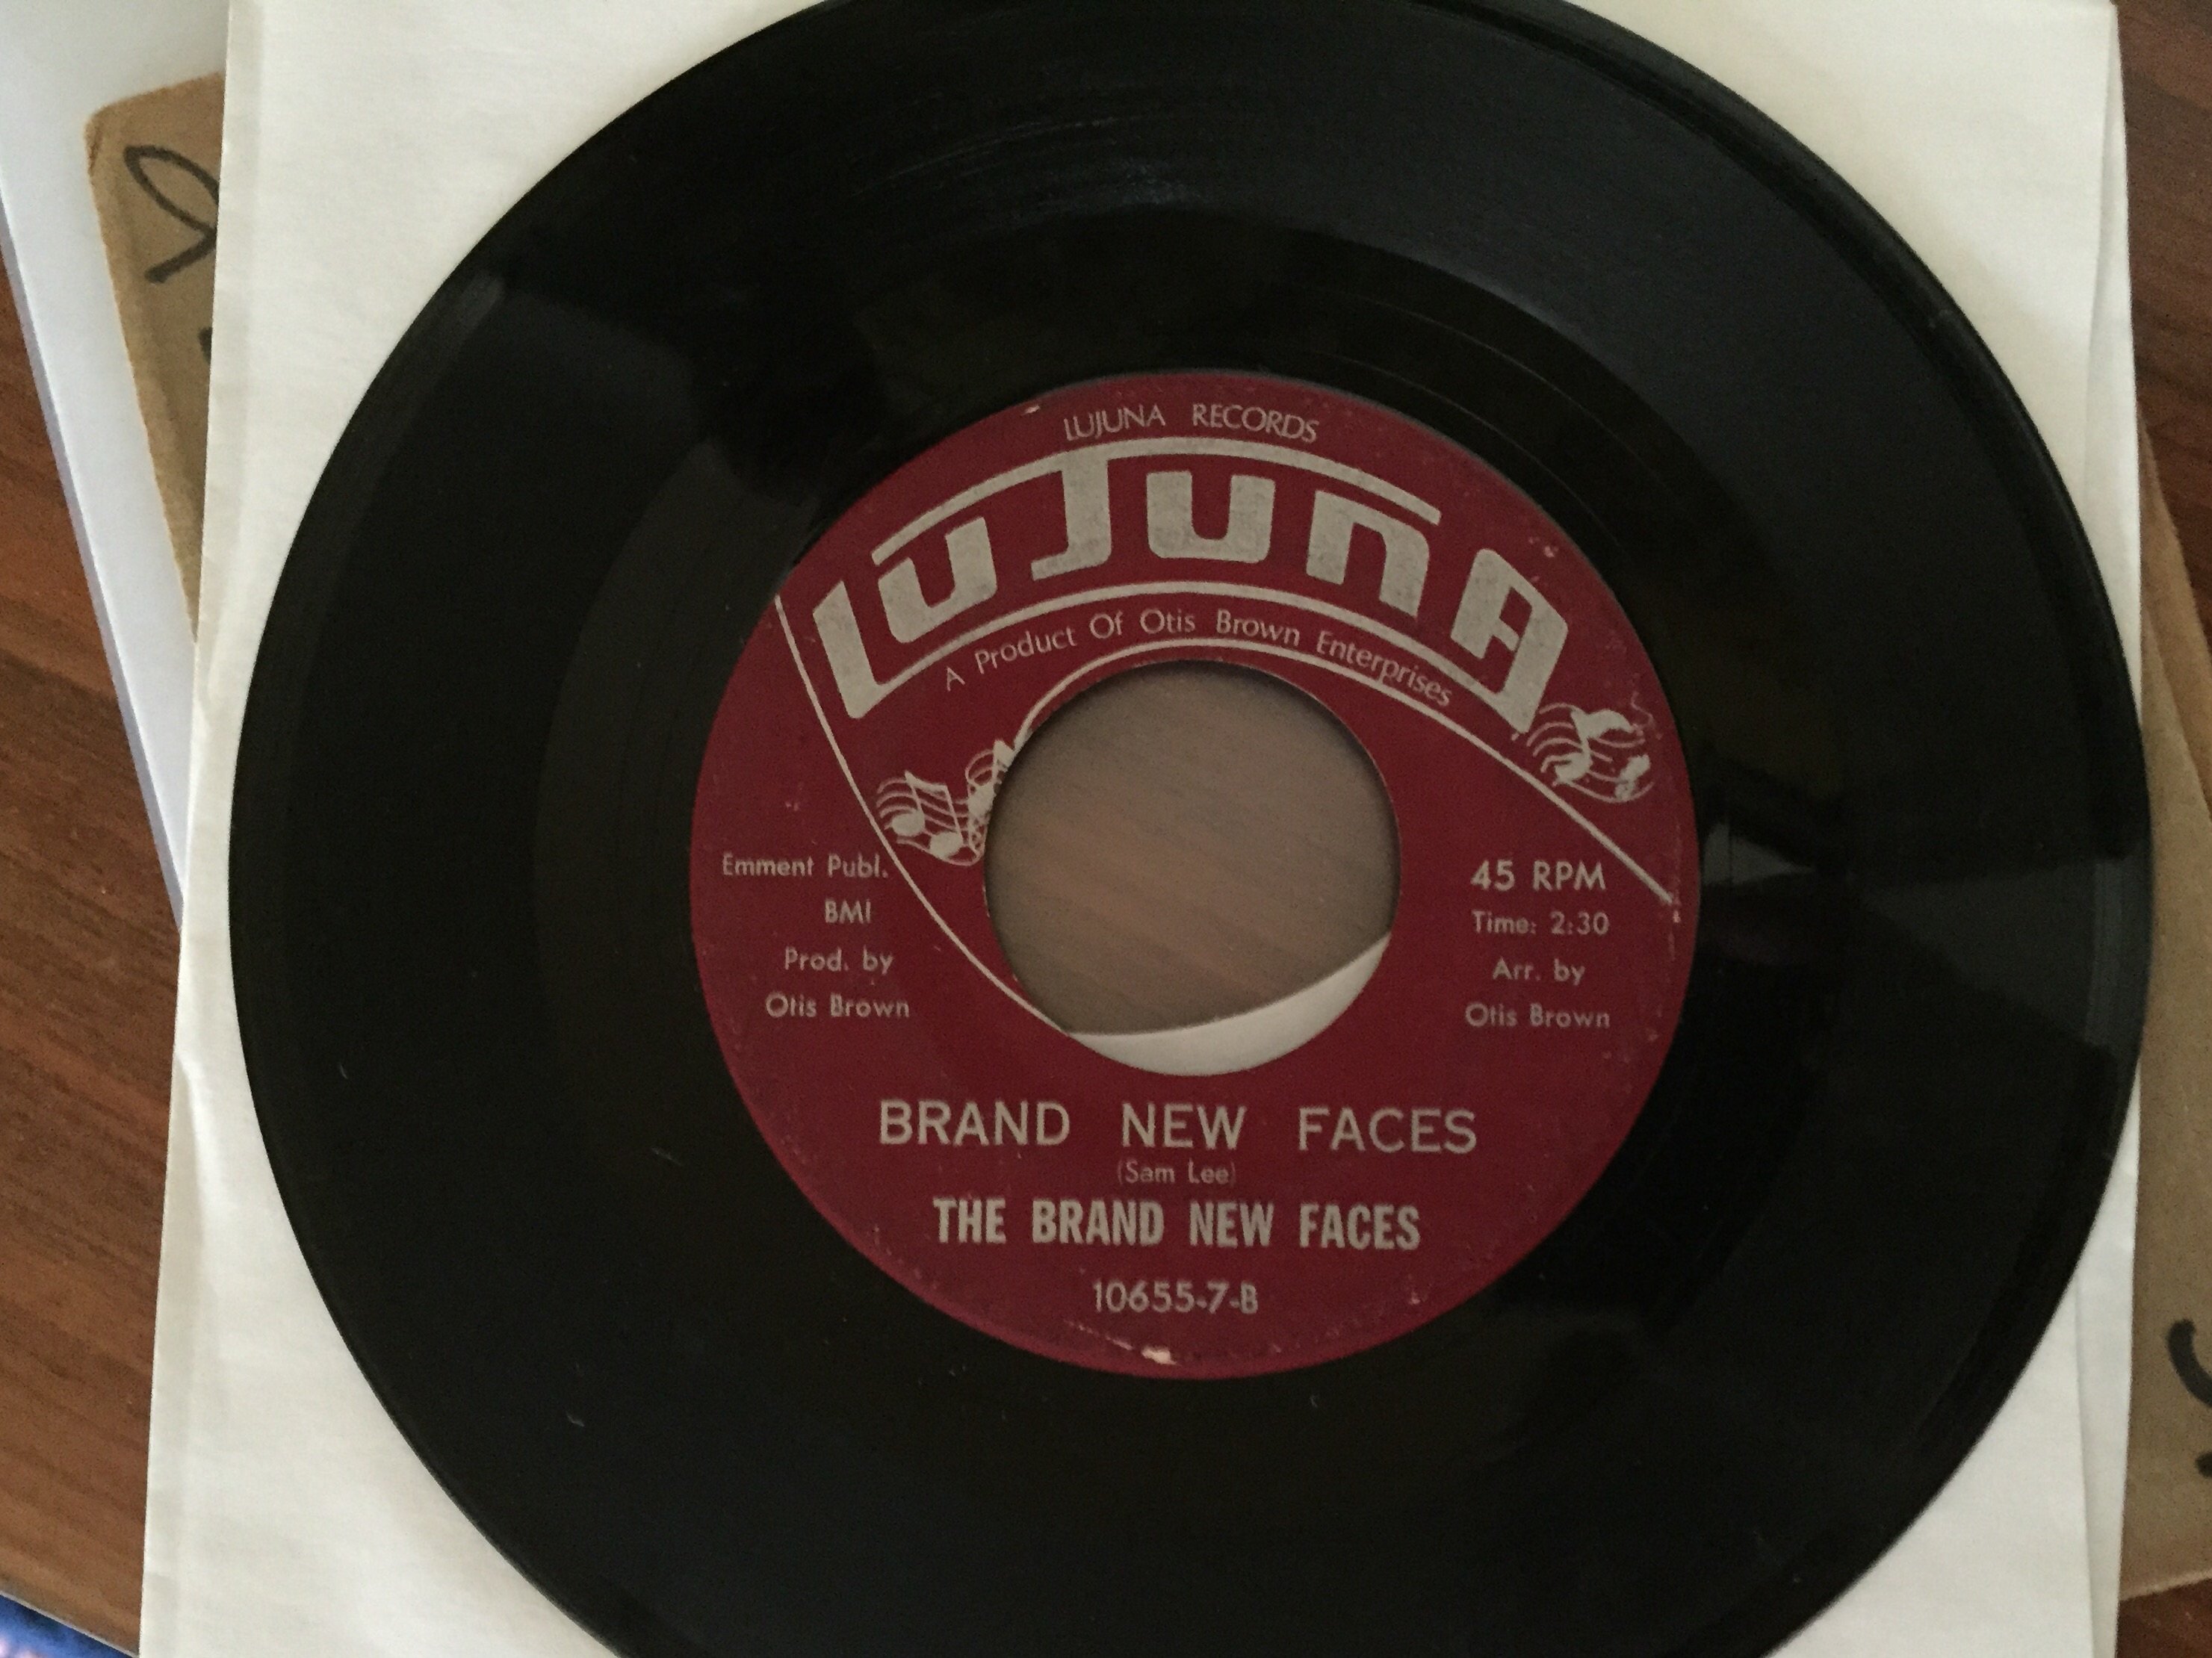 LUJUNA RECORDS
LUJUNA
A Product Of Otis Brown Enterprises
Emment Publ.
BMI
Prod. by
Otis Brown
45 RPM
Time: 2:30
Arr. by
Otis Brown
BRAND NEW FACES
(Sam Lee)
THE BRAND NEW FACES
10655-7-B